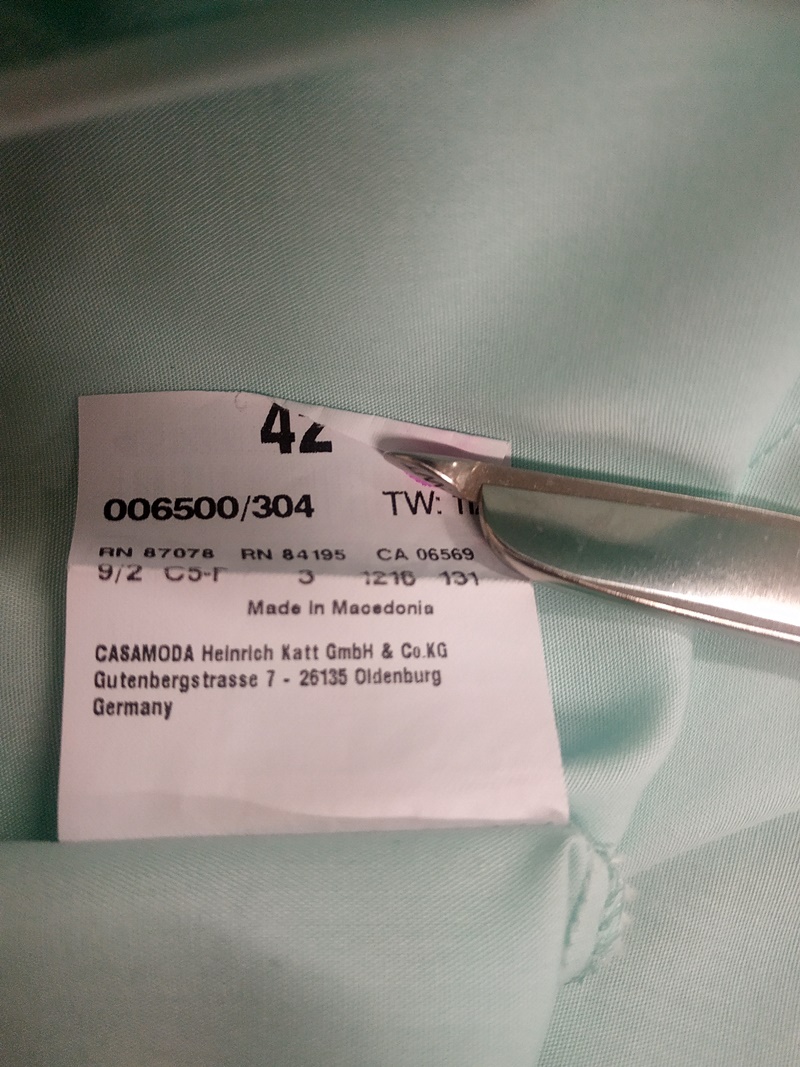 42
006500/304 TW:
RN 87078 RN 84195 CA 06569
9/2 3 1216 131
Made in Macedonia
CASAMODA Heinrich Katt GmbH & Co.KG
Gutenbergstrasse 7 - 26135 Oldenburg
Germany